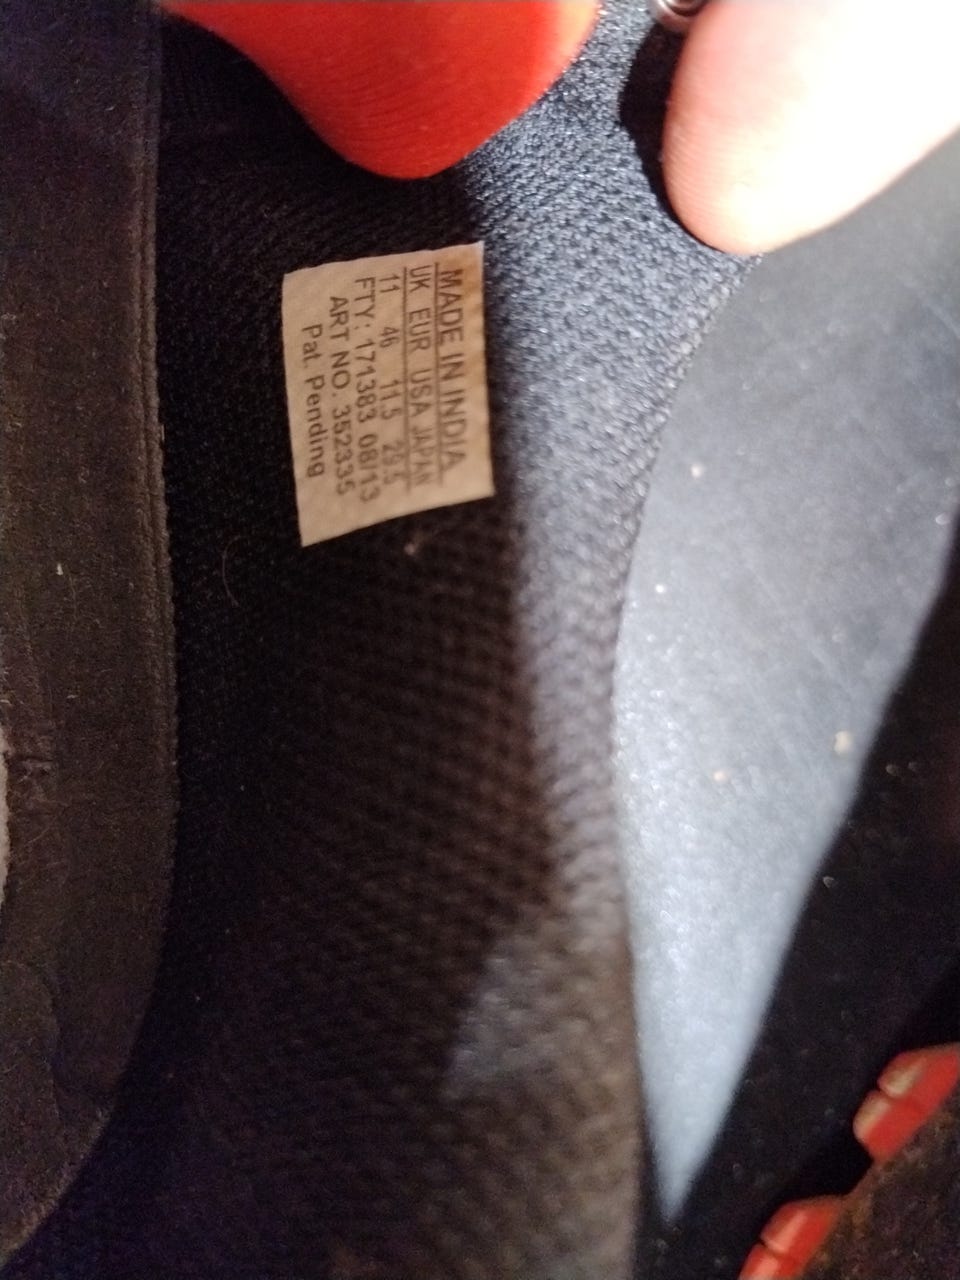 MADE IN INDIA
UK EUR USA JAPAN
11 46 11.5 29.5
FTY: 171383 08/13
ART NO. 352335
Pat. Pending